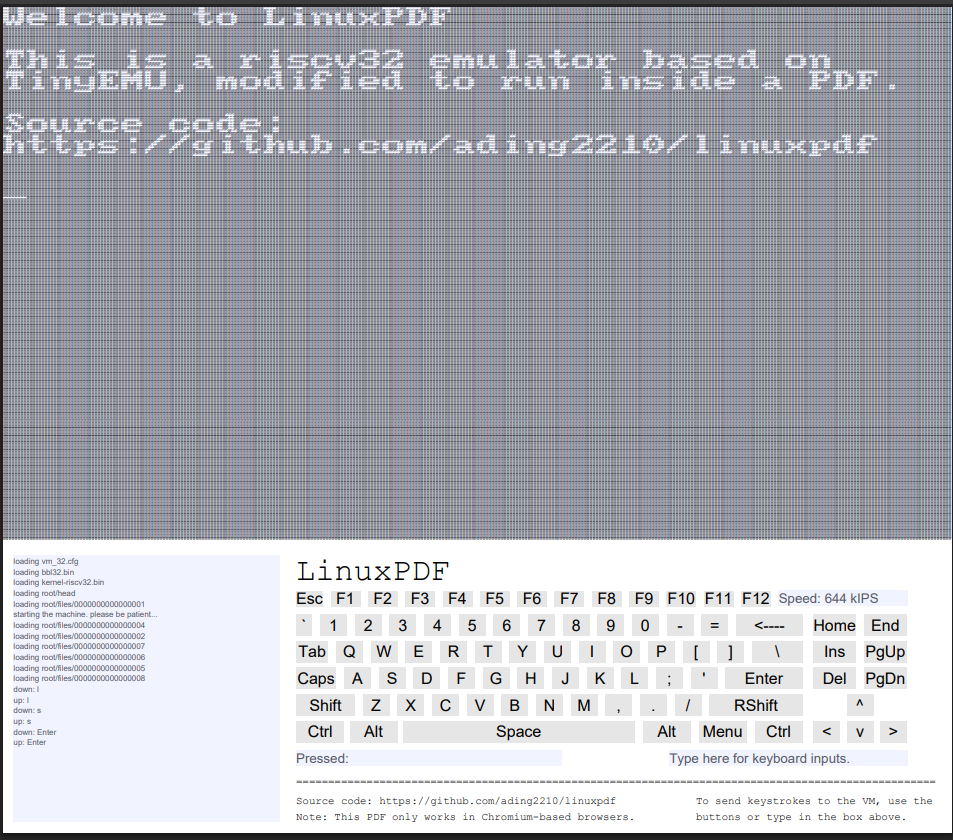 Welcome to LinuxPDF
This is a riscv32 emulator based on
TinyEMU, modified to run inside a PDF.
Source code:
https://github.com/ading2210/linuxpdf
_
loading vm_32.cfg
loading bbl32.bin
loading kernel-riscv32.bin
loading root/head
loading root/files/0000000000000001
starting the machine. please be patient...
loading root/files/0000000000000004
loading root/files/0000000000000002
loading root/files/0000000000000007
loading root/files/0000000000000006
loading root/files/0000000000000005
loading root/files/0000000000000008
down: l
up: l
down: s
up: s
down: Enter
up: Enter
LinuxPDF
Esc F1 F2 F3 F4 F5 F6 F7 F8 F9 F10 F11 F12 Speed: 644 kIPS
` 1 2 3 4 5 6 7 8 9 0 - = <---- Home End
Tab Q W E R T Y U I O P [ ] \ Ins PgUp
Caps A S D F G H J K L ; ' Enter Del PgDn
Shift Z X C V B N M , . / RShift ^
Ctrl Alt Space Alt Menu Ctrl < v >
Pressed: Type here for keyboard inputs.
================================================================================================
Source code: https://github.com/ading2210/linuxpdf
Note: This PDF only works in Chromium-based browsers.
To send keystrokes to the VM, use the
buttons or type in the box above.